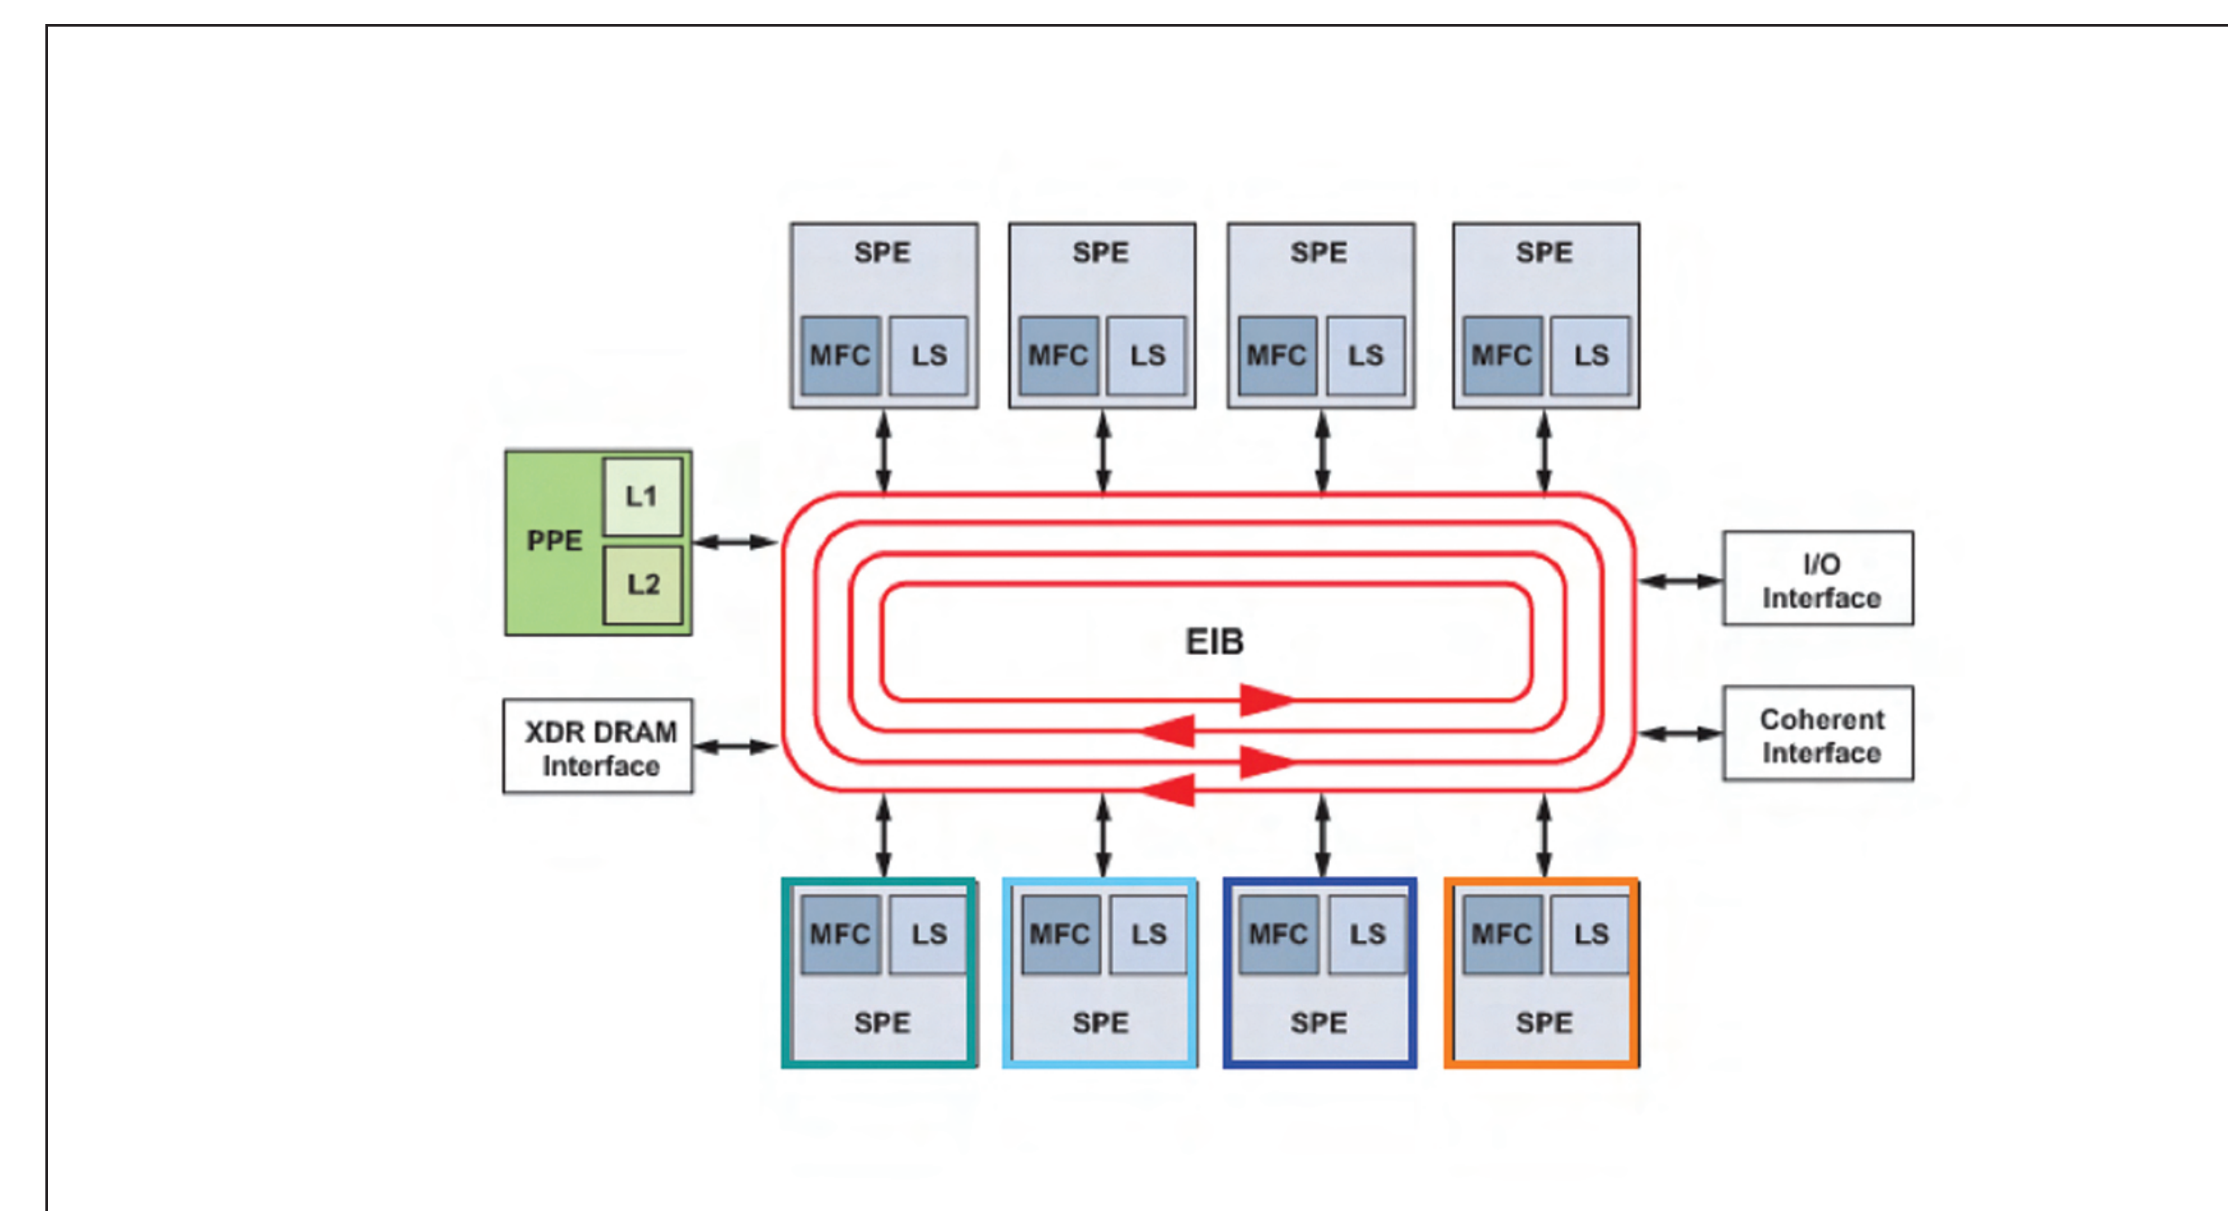 SPE
SPE
SPE
SPE
MFC
LS
MFC
LS
MFC
LS
MFC
LS
PPE
L1
L2
EIB
I/O
Interface
XDR DRAM
Interface
Coherent
Interface
MFC
LS
MFC
LS
MFC
LS
MFC
LS
SPE
SPE
SPE
SPE